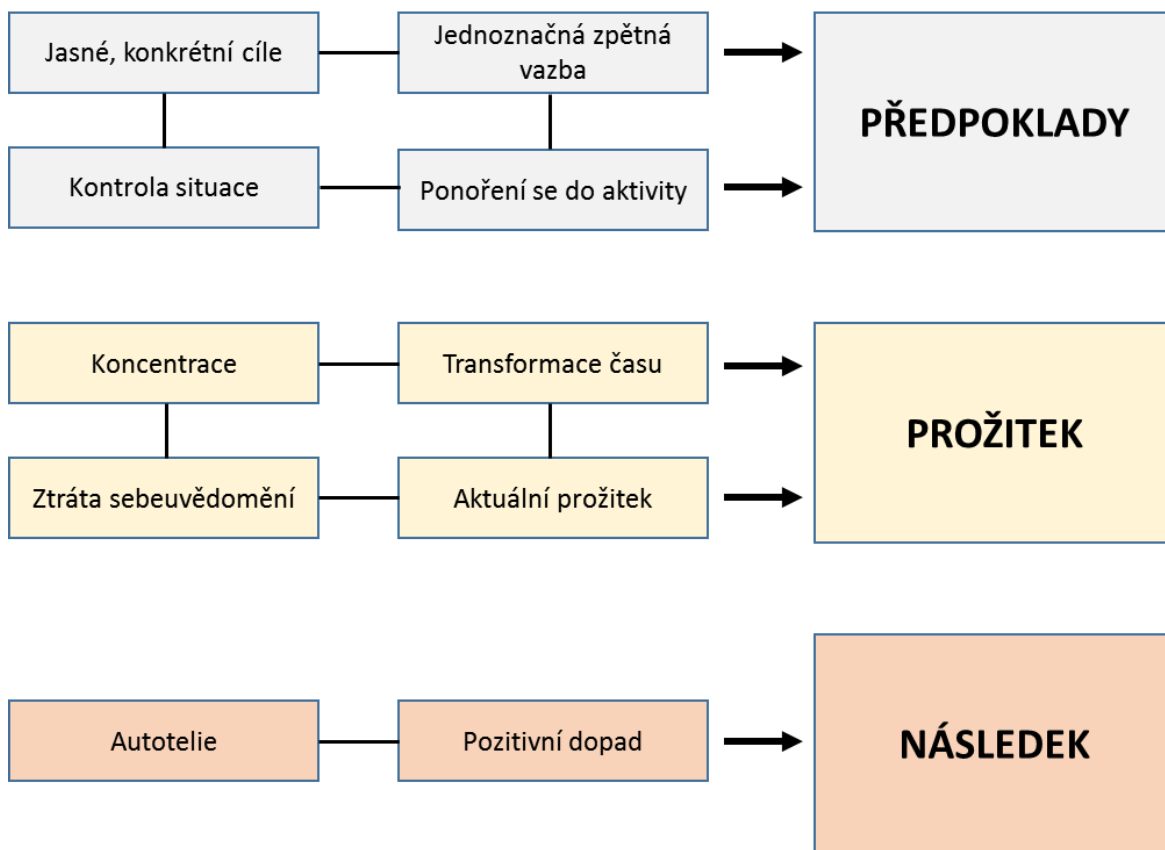 Jasné, konkrétní cíle
Jednoznačná zpětná
vazba
PŘEDPOKLADY
Kontrola situace
Ponoření se do aktivity
Koncentrace
Transformace času
PROŽITEK
Ztráta sebeuvědomění
Aktuální prožitek
Autotelie
Pozitivní dopad
NÁSLEDEK